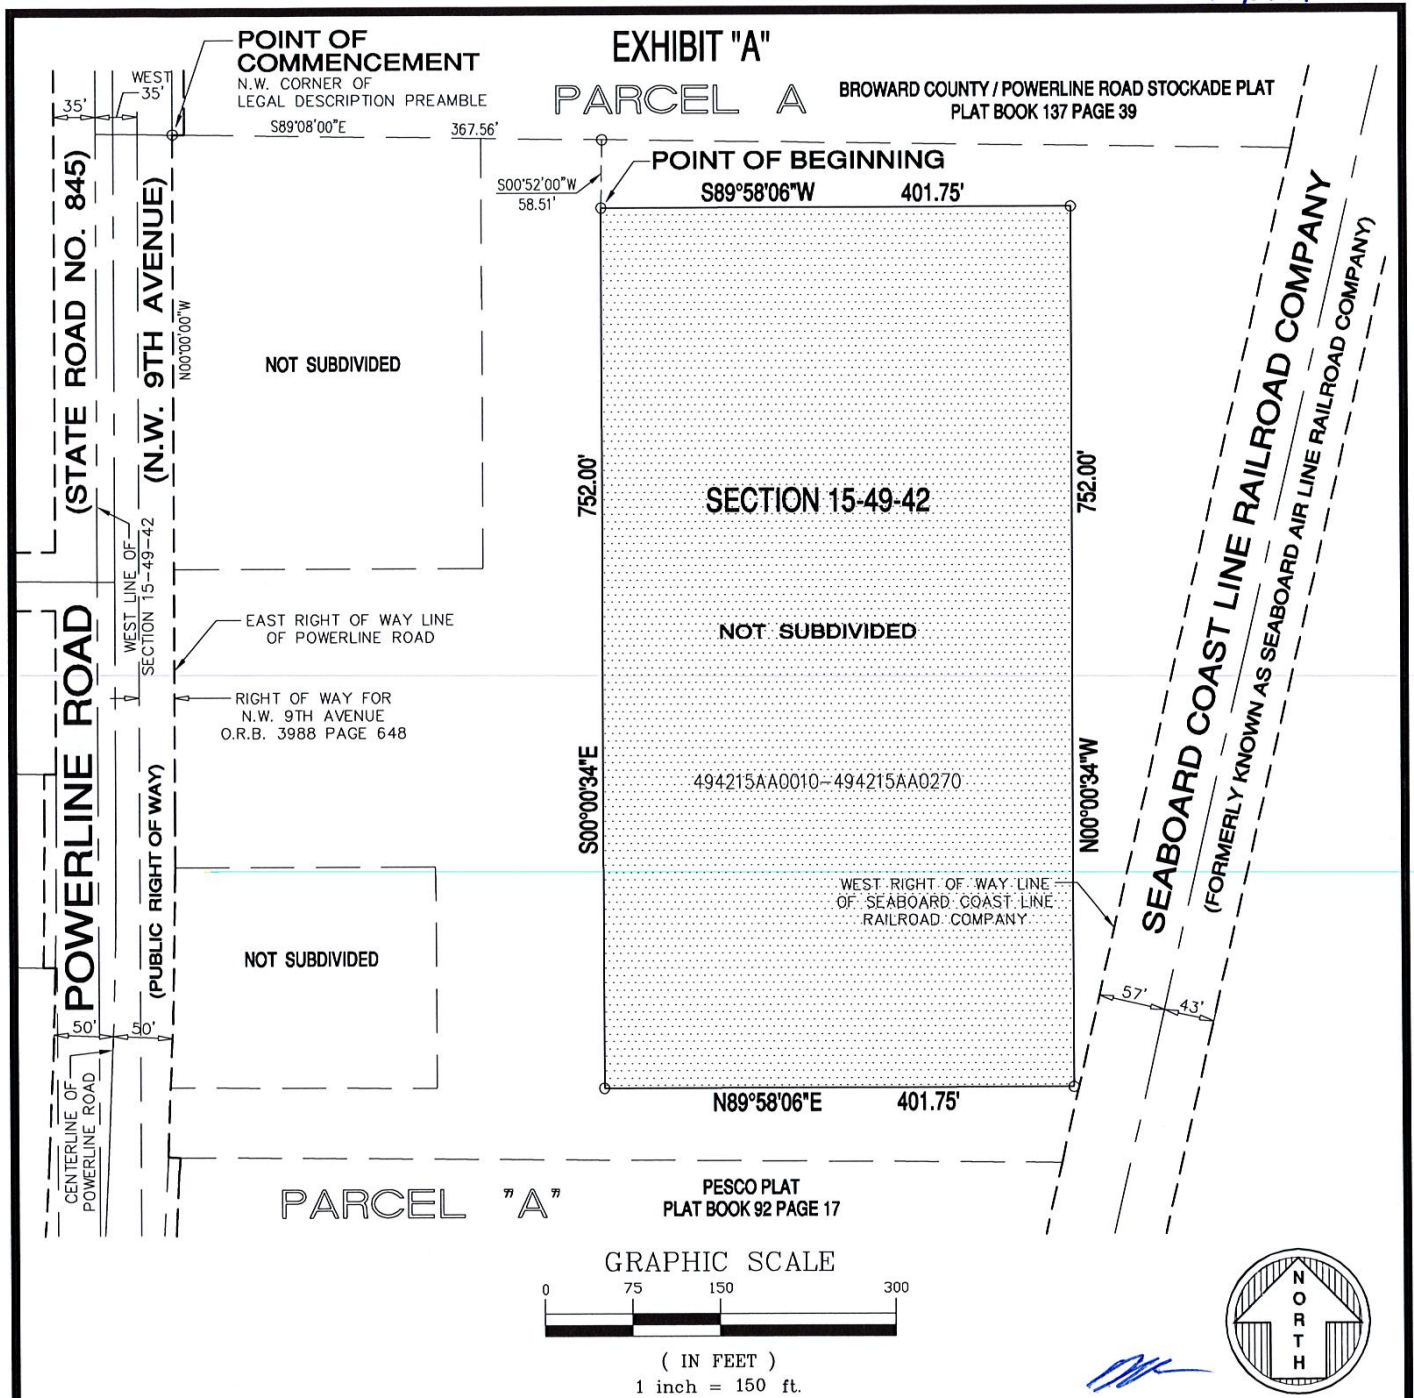 EXHIBIT "A"
POINT OF
COMMENCEMENT
N.W. CORNER OF
LEGAL DESCRIPTION PREAMBLE
PARCEL A
BROWARD COUNTY / POWERLINE ROAD STOCKADE PLAT
PLAT BOOK 137 PAGE 39
WEST
35'
35'
S89°08'00"E
367.56'
POINT OF BEGINNING
S00°52'00"W
58.51'
S89°58'06"W
401.75'
(STATE ROAD NO. 845)
(N.W. 9TH AVENUE)
N00°00'00"W
NOT SUBDIVIDED
752.00'
SECTION 15-49-42
752.00'
SEABOARD COAST LINE RAILROAD COMPANY
(FORMERLY KNOWN AS SEABOARD AIR LINE RAILROAD COMPANY)
WEST LINE OF
SECTION 15-49-42
EAST RIGHT OF WAY LINE
OF POWERLINE ROAD
NOT SUBDIVIDED
POWERLINE ROAD
RIGHT OF WAY FOR
N.W. 9TH AVENUE
O.R.B. 3988 PAGE 648
(PUBLIC RIGHT OF WAY)
S00°00'34"E
494215AA0010-494215AA0270
N00°00'34"W
WEST RIGHT OF WAY LINE
OF SEABOARD COAST LINE
RAILROAD COMPANY
NOT SUBDIVIDED
57'
43'
50'
50'
CENTERLINE OF
POWERLINE ROAD
N89°58'06"E
401.75'
PARCEL "A"
PESCO PLAT
PLAT BOOK 92 PAGE 17
GRAPHIC SCALE
0 75 150 300
( IN FEET )
1 inch = 150 ft.
NORTH